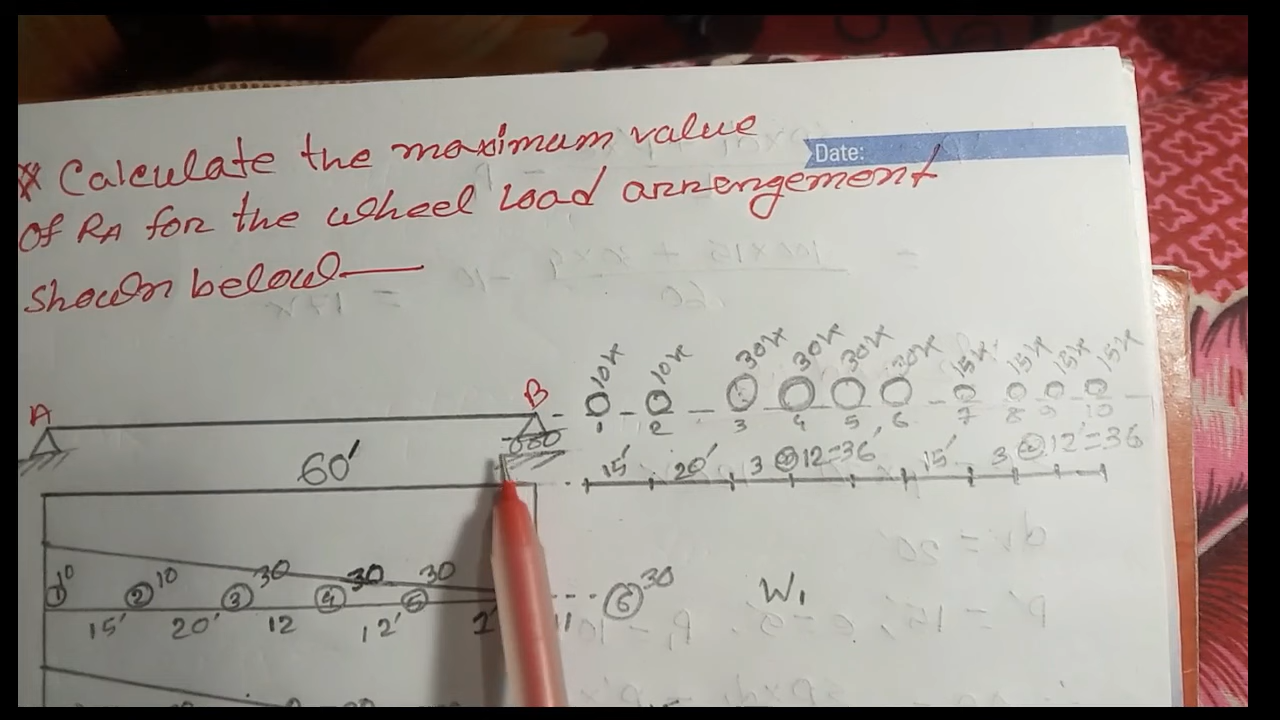 * Calculate the maximum value
Date:
of RA for the wheel load arrengement
shown below
A B
10k 10k 30k 30k 30k 30k 15k 15k 15k 15k
1 2 3 4 5 6 7 8 9 10
60'
15' 20' 3 @ 12=36' 15' 3 @ 12'=36
10 10 30 30 30 30
1 2 3 4 5 6
15' 20' 12 12' 2'
W1